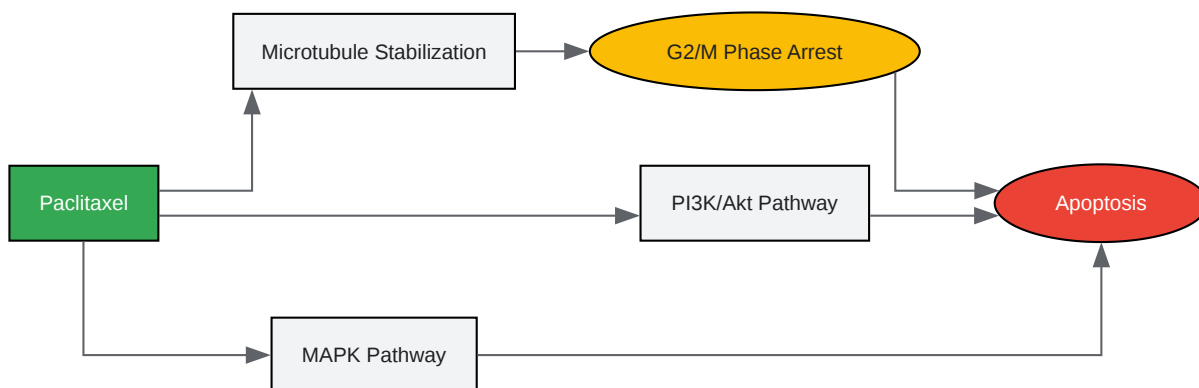 Microtubule Stabilization
G2/M Phase Arrest
Paclitaxel
PI3K/Akt Pathway
Apoptosis
MAPK Pathway